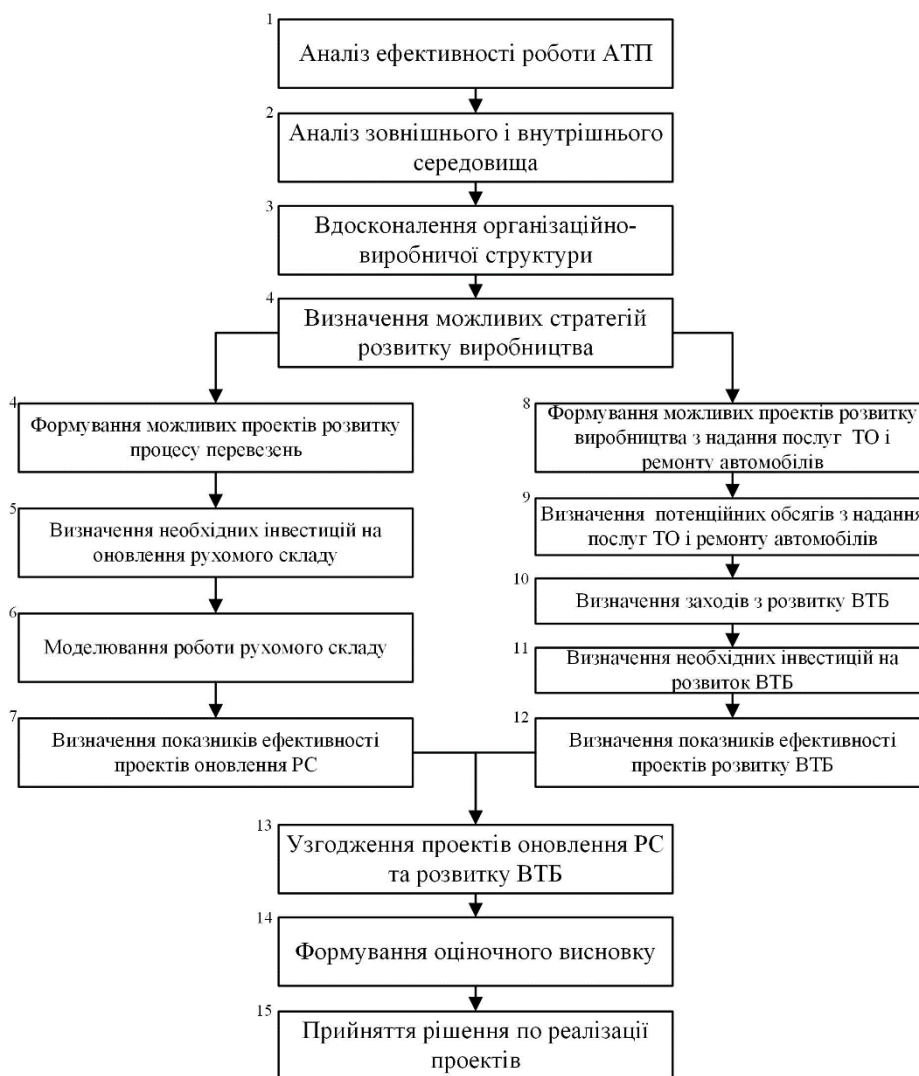 1
Аналіз ефективності роботи АТП
2
Аналіз зовнішнього і внутрішнього
середовища
3
Вдосконалення організаційно-
виробничої структури
4
Визначення можливих стратегій
розвитку виробництва
4
Формування можливих проектів розвитку
процесу перевезень
5
Визначення необхідних інвестицій на
оновлення рухомого складу
6
Моделювання роботи рухомого складу
7
Визначення показників ефективності
проектів оновлення РС
8
Формування можливих проектів розвитку
виробництва з надання послуг ТО і
ремонту автомобілів
9
Визначення потенційних обсягів з надання
послуг ТО і ремонту автомобілів
10
Визначення заходів з розвитку ВТБ
11
Визначення необхідних інвестицій на
розвиток ВТБ
12
Визначення показників ефективності
проектів розвитку ВТБ
13
Узгодження проектів оновлення РС
та розвитку ВТБ
14
Формування оціночного висновку
15
Прийняття рішення по реалізації
проектів